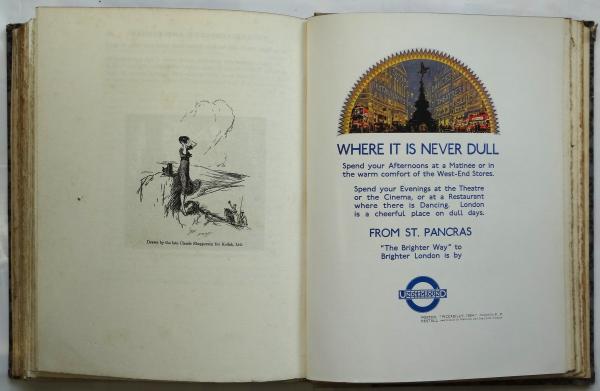 Drawn by the late Claude Shepperson for Kodak, Ltd.
WHERE IT IS NEVER DULL
Spend your Afternoons at a Matinee or in
the warm comfort of the West-End Stores.
Spend your Evenings at the Theatre
or the Cinema, or at a Restaurant
where there is Dancing. London
is a cheerful place on dull days.
FROM ST. PANCRAS
"The Brighter Way" to
Brighter London is by
UNDERGROUND